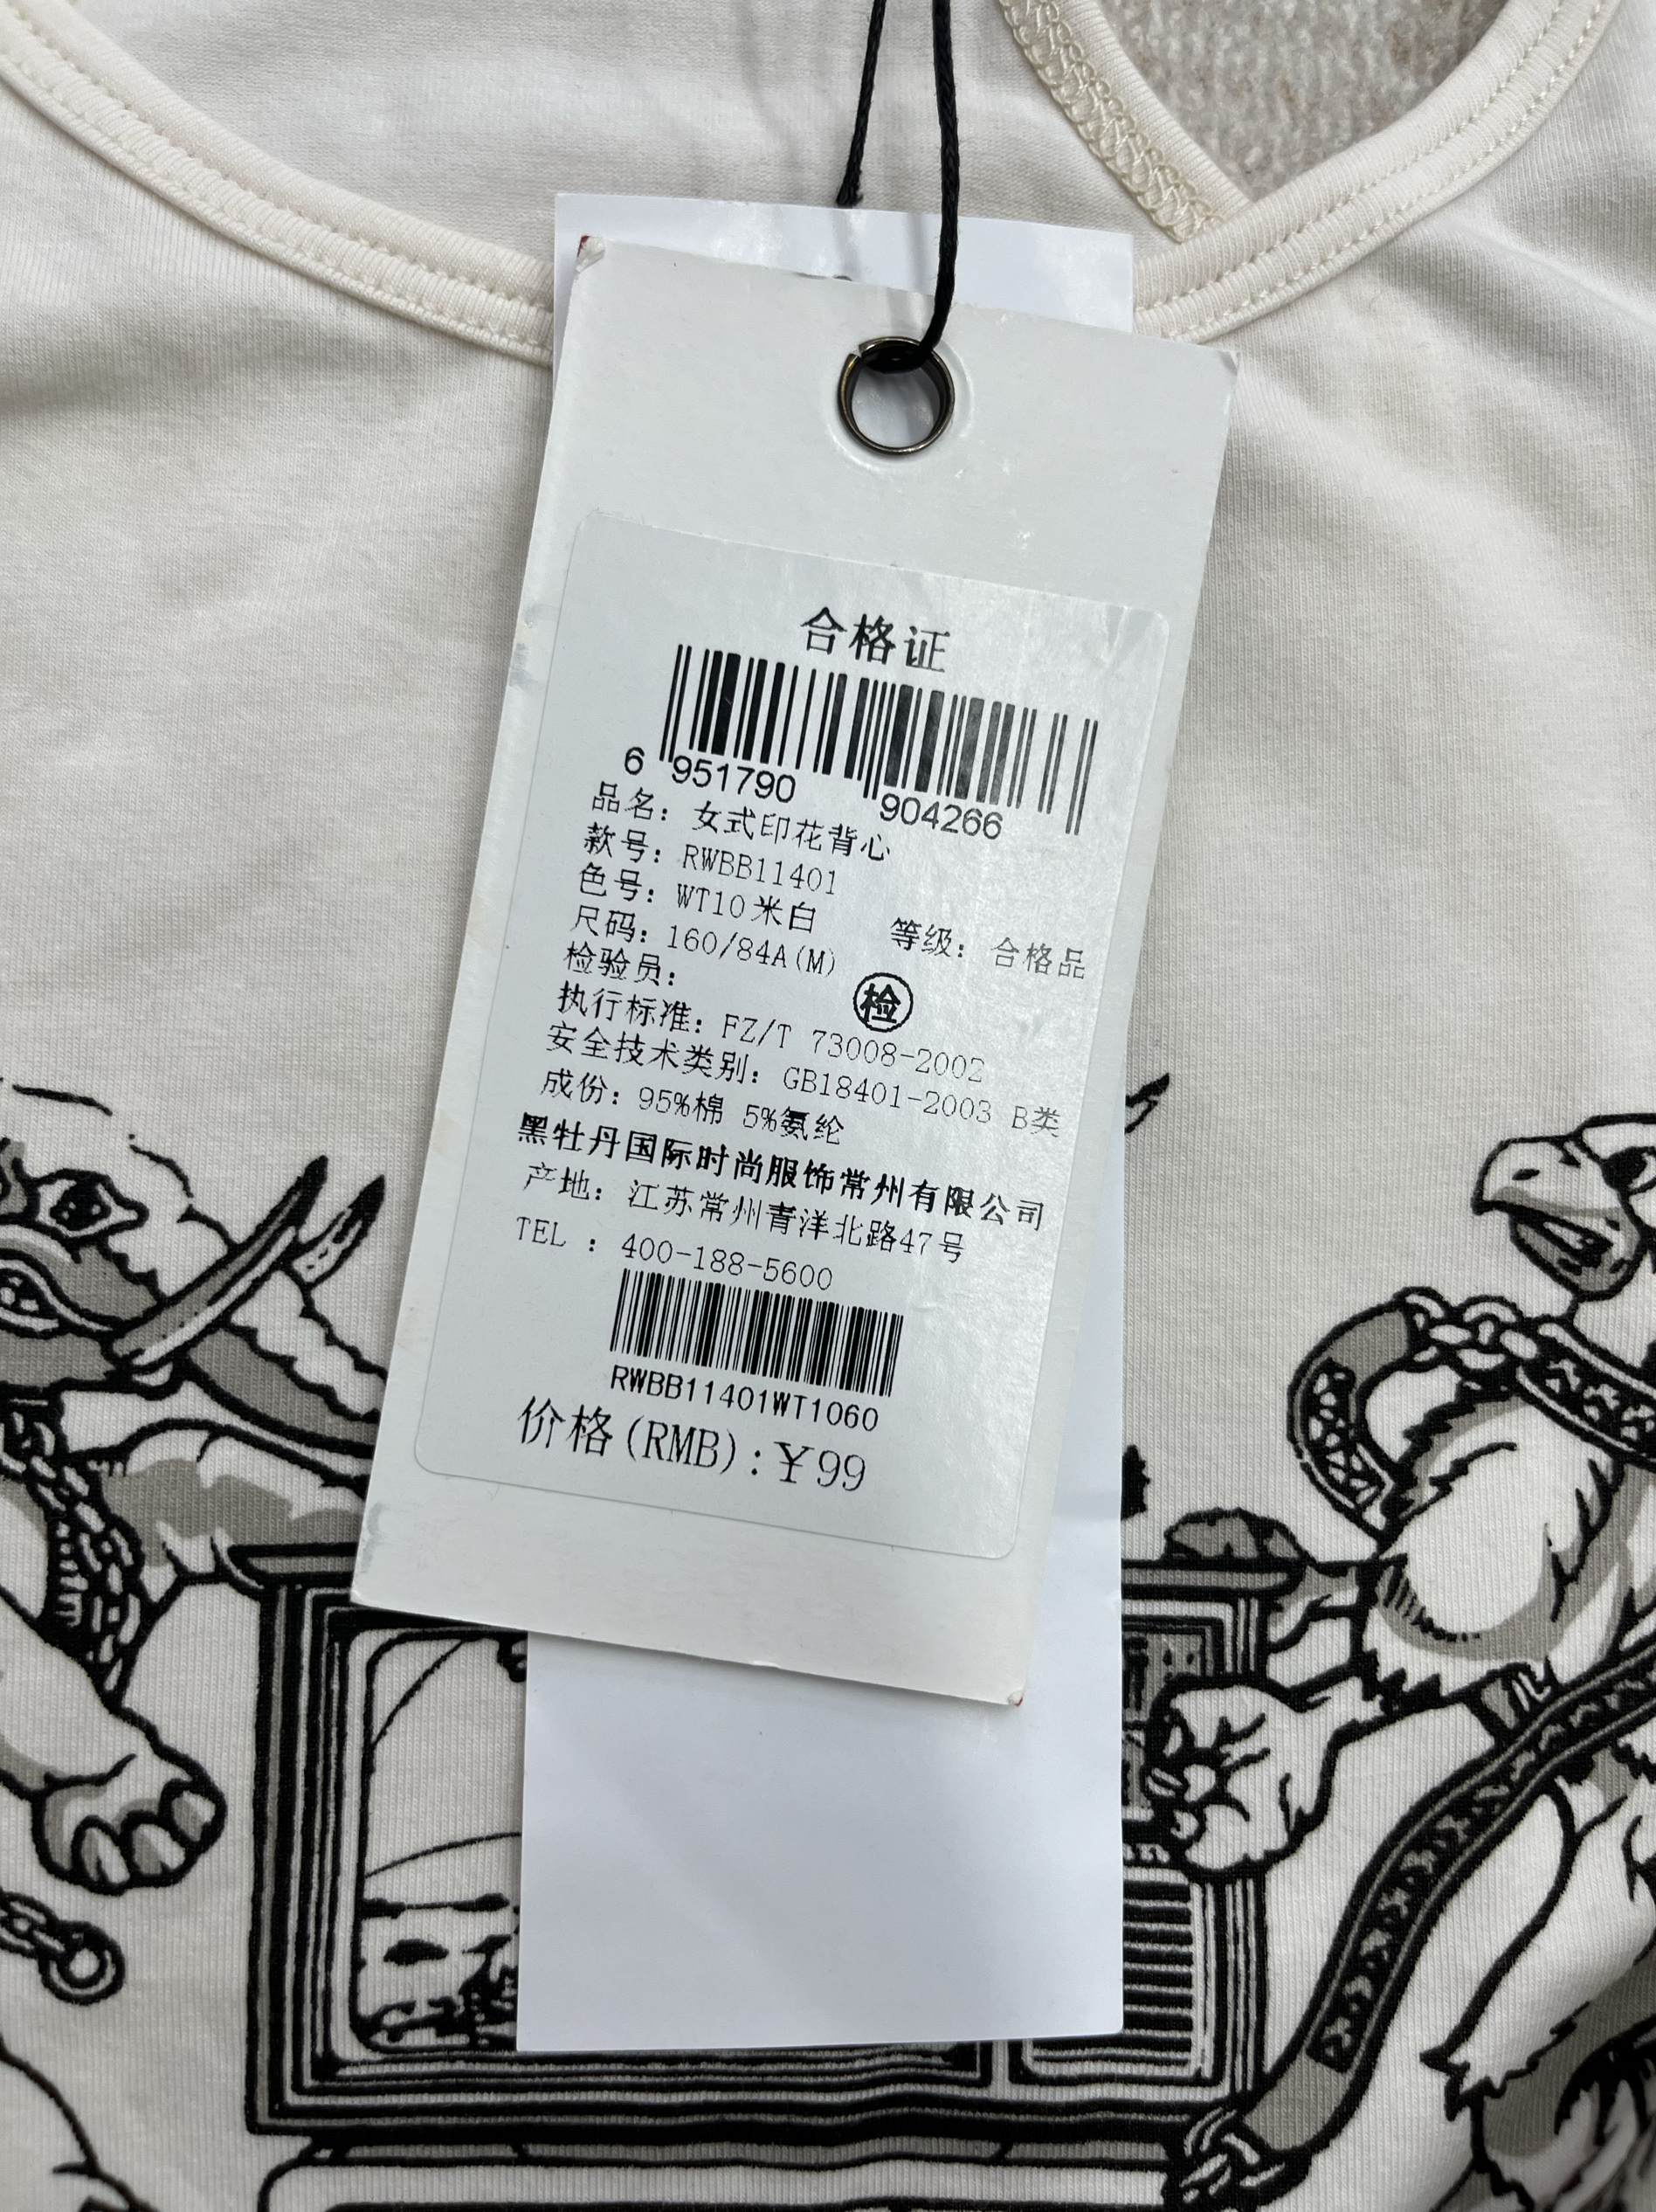 合格证
6 951790 904266
品名：女式印花背心
款号：RWBB11401
色号：WT10米白 等级：合格品
尺码：160/84A(M)
检验员： 检
执行标准：FZ/T 73008-2002
安全技术类别：GB18401-2003 B类
成份：95%棉 5%氨纶
黑牡丹国际时尚服饰常州有限公司
产地：江苏常州青洋北路47号
TEL : 400-188-5600
RWBB11401WT1060
价格(RMB):¥99